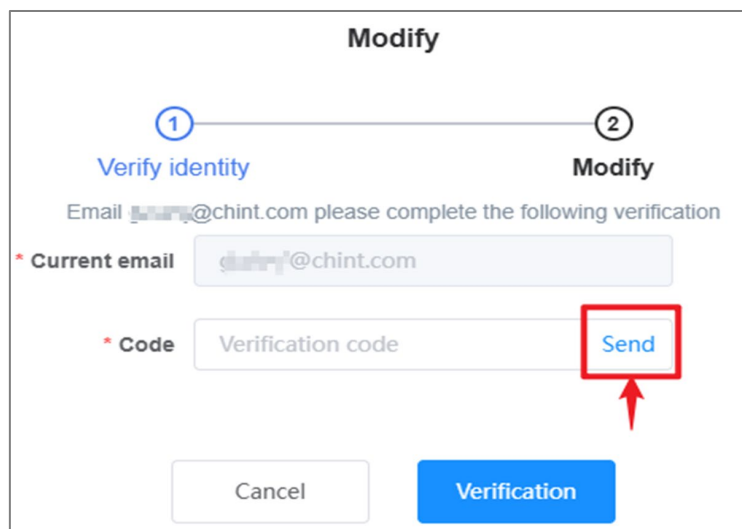 Modify
1 2
Verify identity Modify
Email @chint.com please complete the following verification
* Current email @chint.com
* Code Verification code Send
Cancel Verification